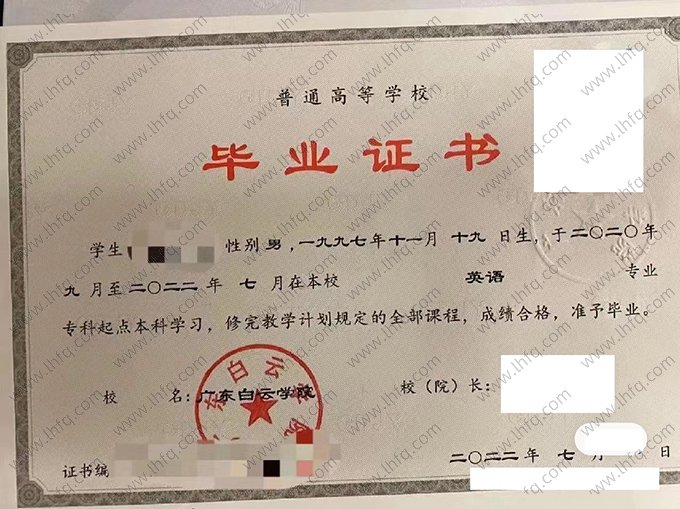 普通高等学校
毕业证书
学生 性别 男 , 一九九七年 十一月 十九 日生, 于二〇二〇年
九 月至 二〇二二 年 七 月在本校 英语 专业
专科起点本科学习, 修完教学计划规定的全部课程, 成绩合格, 准予毕业。
校 名: 广东白云学院 校（院）长:
证书编
二〇二二年 七 月 日
www.lhfq.com